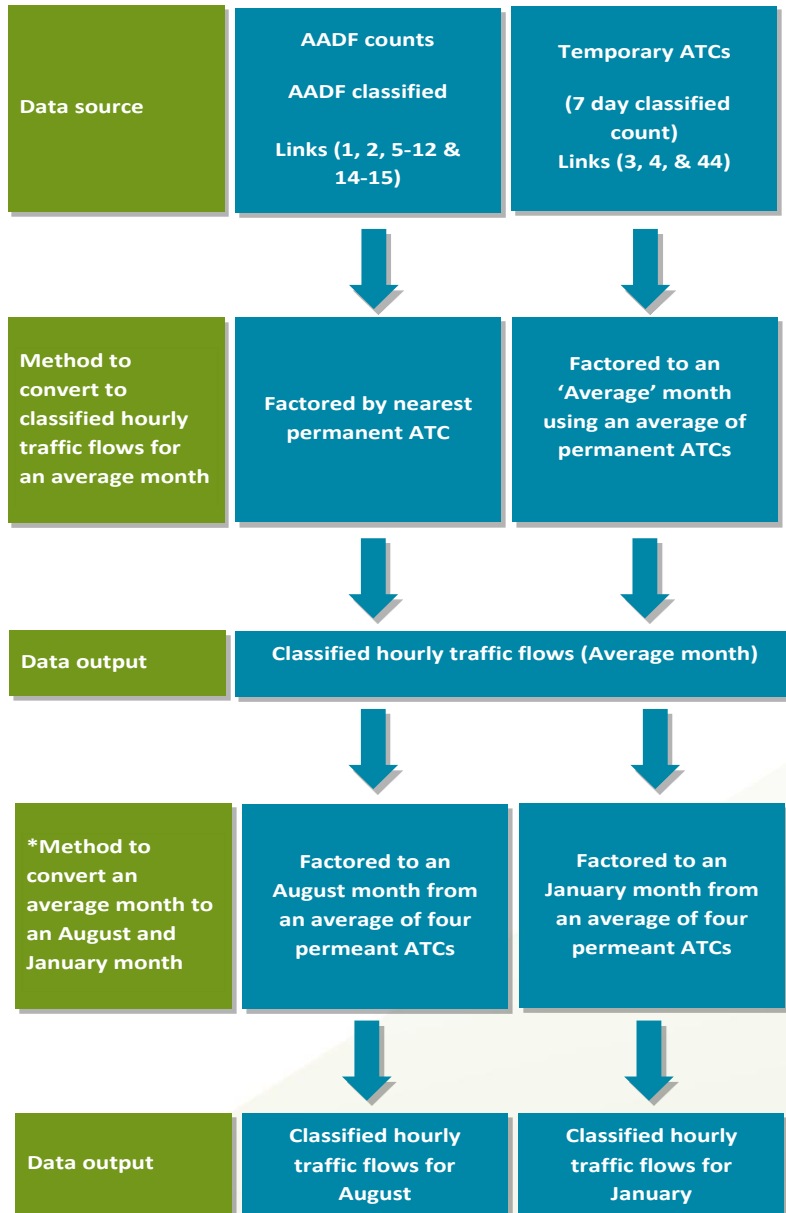 Data source
AADF counts
AADF classified
Links (1, 2, 5-12 &
14-15)
Temporary ATCs
(7 day classified
count)
Links (3, 4, & 44)
Method to
convert to
classified hourly
traffic flows for
an average month
Factored by nearest
permanent ATC
Factored to an
‘Average’ month
using an average of
permanent ATCs
Data output
Classified hourly traffic flows (Average month)
*Method to
convert an
average month to
an August and
January month
Factored to an
August month from
an average of four
permeant ATCs
Factored to an
January month from
an average of four
permeant ATCs
Data output
Classified hourly
traffic flows for
August
Classified hourly
traffic flows for
January